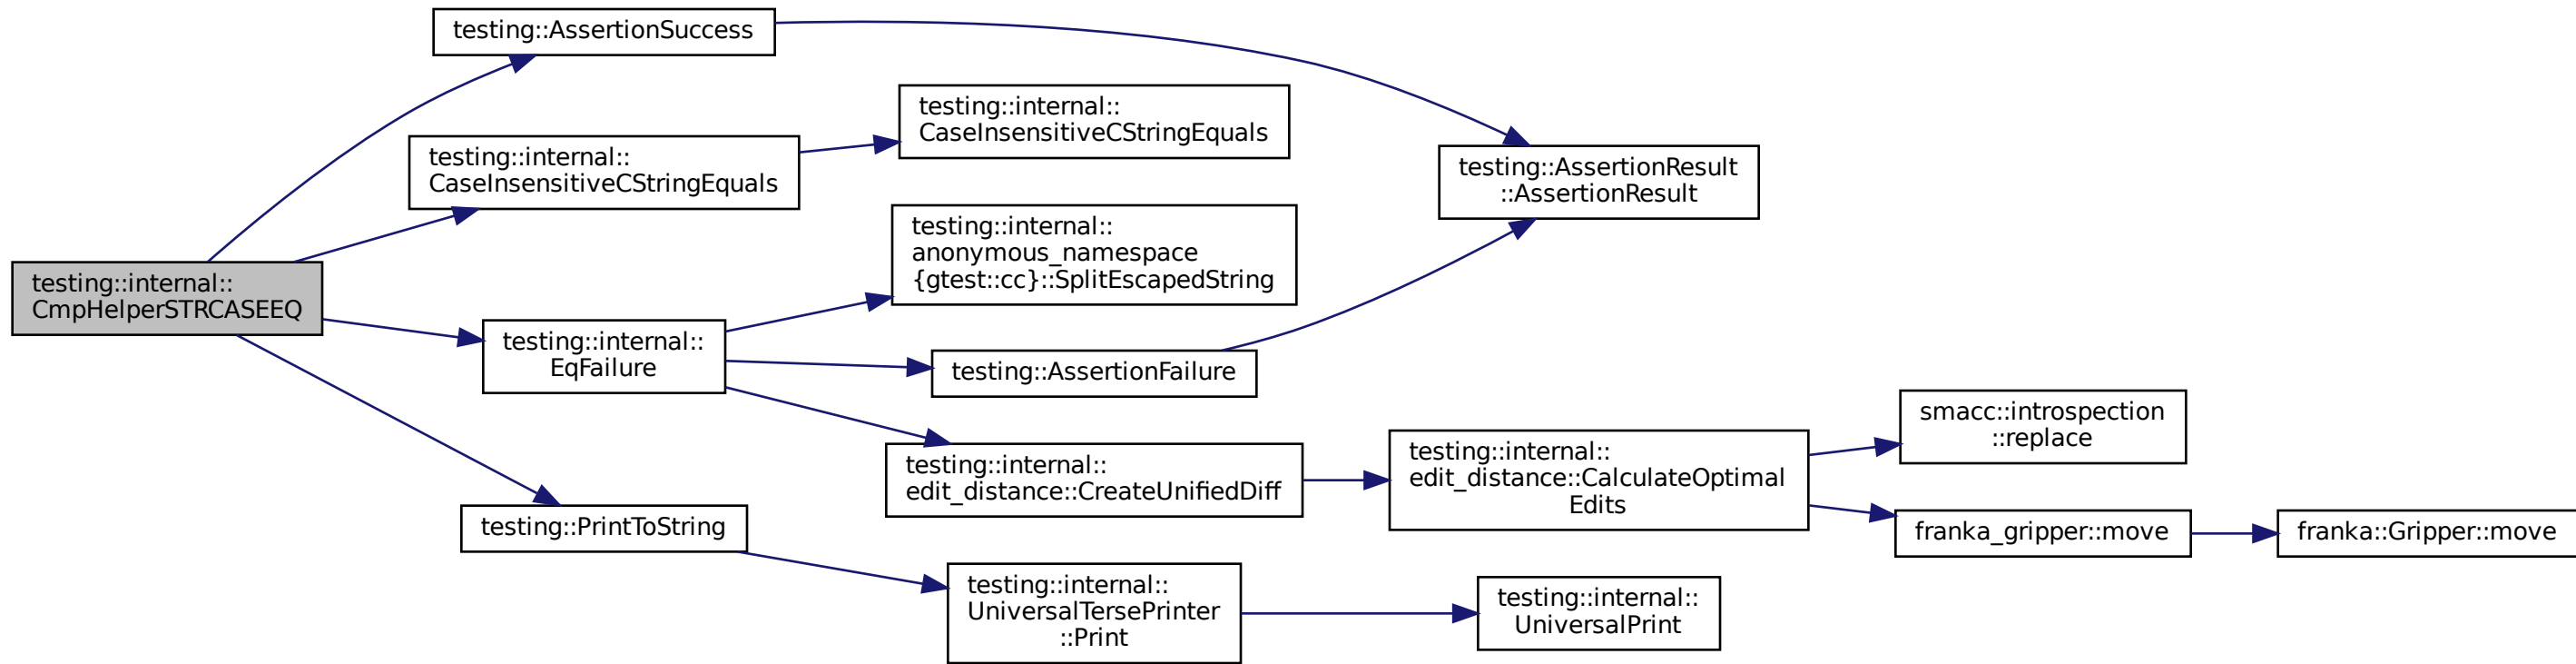 testing::internal::
CmpHelperSTRCASEEQ
testing::AssertionSuccess
testing::internal::
CaseInsensitiveCStringEquals
testing::internal::
EqFailure
testing::PrintToString
testing::internal::
CaseInsensitiveCStringEquals
testing::internal::
anonymous_namespace
{gtest::cc}::SplitEscapedString
testing::AssertionFailure
testing::internal::
edit_distance::CreateUnifiedDiff
testing::internal::
UniversalTersePrinter
::Print
testing::AssertionResult
::AssertionResult
testing::internal::
edit_distance::CalculateOptimal
Edits
testing::internal::
UniversalPrint
smacc::introspection
::replace
franka_gripper::move
franka::Gripper::move